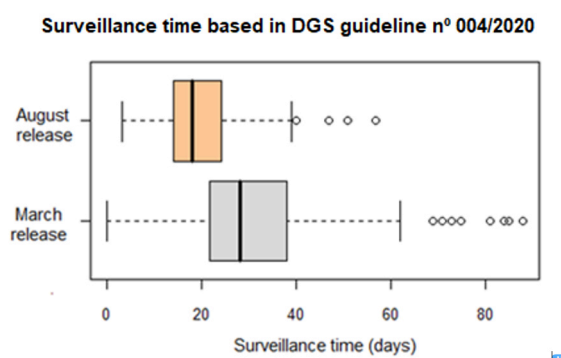 Surveillance time based in DGS guideline nº 004/2020
August
release
March
release
0 20 40 60 80
Surveillance time (days)